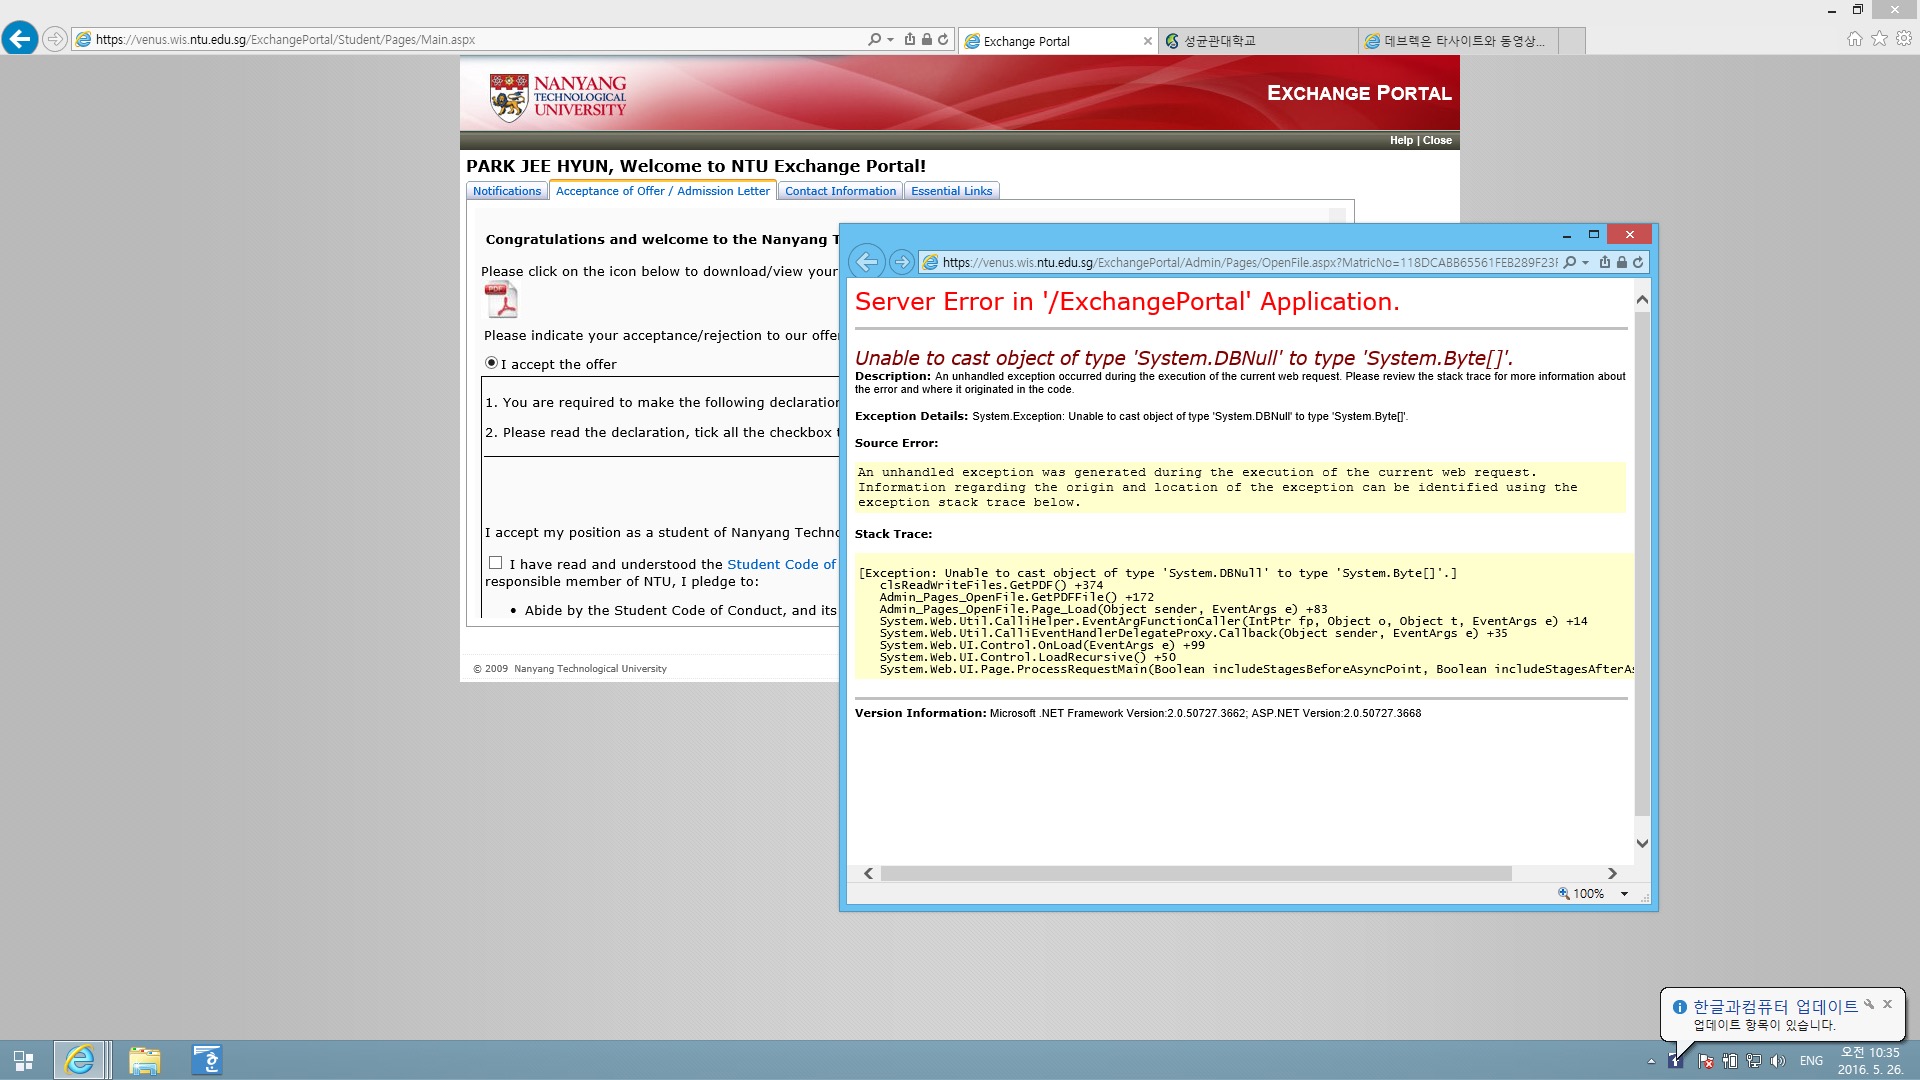 https://venus.wis.ntu.edu.sg/ExchangePortal/Student/Pages/Main.aspx
Exchange Portal
성균관대학교
데브렉은 타사이트와 동영상...
NANYANG
TECHNOLOGICAL
UNIVERSITY
EXCHANGE PORTAL
Help | Close
PARK JEE HYUN, Welcome to NTU Exchange Portal!
Notifications
Acceptance of Offer / Admission Letter
Contact Information
Essential Links
Congratulations and welcome to the Nanyang T
Please click on the icon below to download/view your
PDF
Please indicate your acceptance/rejection to our offe
I accept the offer
1. You are required to make the following declaration
2. Please read the declaration, tick all the checkbox t
I accept my position as a student of Nanyang Techno
I have read and understood the Student Code of
responsible member of NTU, I pledge to:
• Abide by the Student Code of Conduct, and its
© 2009 Nanyang Technological University
https://venus.wis.ntu.edu.sg/ExchangePortal/Admin/Pages/OpenFile.aspx?MatricNo=118DCABB65561FEB289F23F
Server Error in '/ExchangePortal' Application.
Unable to cast object of type 'System.DBNull' to type 'System.Byte[]'.
Description: An unhandled exception occurred during the execution of the current web request. Please review the stack trace for more information about
the error and where it originated in the code.
Exception Details: System.Exception: Unable to cast object of type 'System.DBNull' to type 'System.Byte[]'.
Source Error:
An unhandled exception was generated during the execution of the current web request.
Information regarding the origin and location of the exception can be identified using the
exception stack trace below.
Stack Trace:
[Exception: Unable to cast object of type 'System.DBNull' to type 'System.Byte[]'.]
clsReadWriteFiles.GetPDF() +374
Admin_Pages_OpenFile.GetPDFFile() +172
Admin_Pages_OpenFile.Page_Load(Object sender, EventArgs e) +83
System.Web.Util.CalliHelper.EventArgFunctionCaller(IntPtr fp, Object o, Object t, EventArgs e) +14
System.Web.Util.CalliEventHandlerDelegateProxy.Callback(Object sender, EventArgs e) +35
System.Web.UI.Control.OnLoad(EventArgs e) +99
System.Web.UI.Control.LoadRecursive() +50
System.Web.UI.Page.ProcessRequestMain(Boolean includeStagesBeforeAsyncPoint, Boolean includeStagesAfterAs
Version Information: Microsoft .NET Framework Version:2.0.50727.3662; ASP.NET Version:2.0.50727.3668
100%
한글과컴퓨터 업데이트
업데이트 항목이 있습니다.
ENG
오전 10:35
2016. 5. 26.